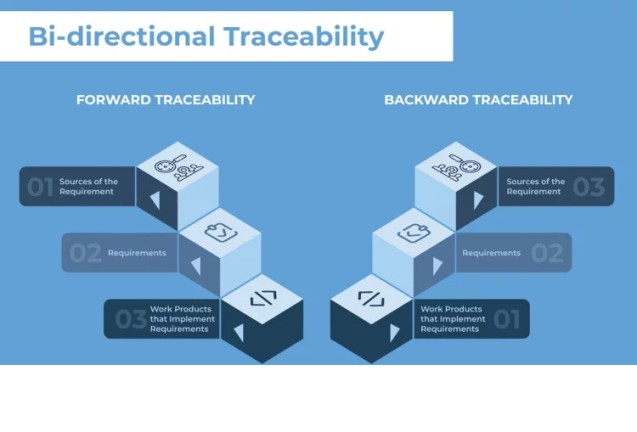 Bi-directional Traceability
FORWARD TRACEABILITY
01
Sources of the
Requirement
02
Requirements
03
Work Products
that Implement
Requirements
BACKWARD TRACEABILITY
Sources of the
Requirement
03
Requirements
02
Work Products
that Implement
Requirements
01